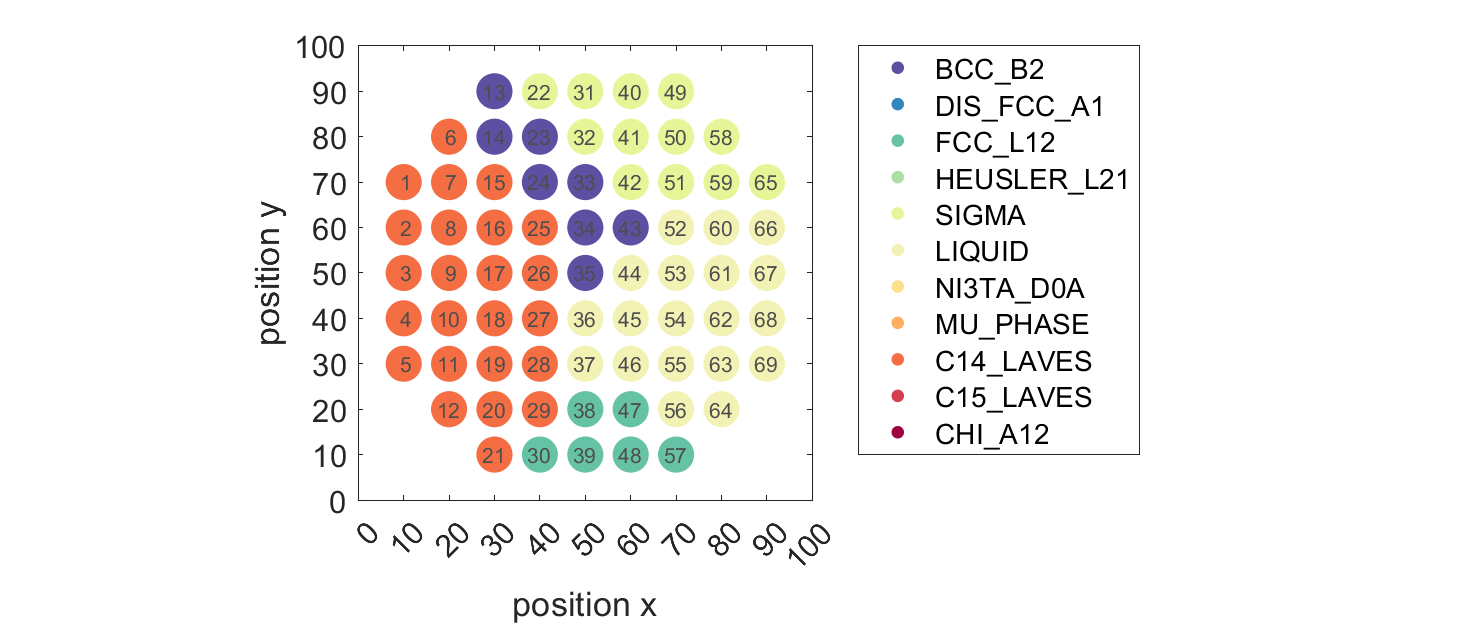 100
90
80
70
60
50
40
30
20
10
0
position y
13 22 31 40 49
6 14 23 32 41 50 58
1 7 15 24 33 42 51 59 65
2 8 16 25 34 43 52 60 66
3 9 17 26 35 44 53 61 67
4 10 18 27 36 45 54 62 68
5 11 19 28 37 46 55 63 69
12 20 29 38 47 56 64
21 30 39 48 57
0 10 20 30 40 50 60 70 80 90 100
position x
BCC_B2
DIS_FCC_A1
FCC_L12
HEUSLER_L21
SIGMA
LIQUID
NI3TA_D0A
MU_PHASE
C14_LAVES
C15_LAVES
CHI_A12